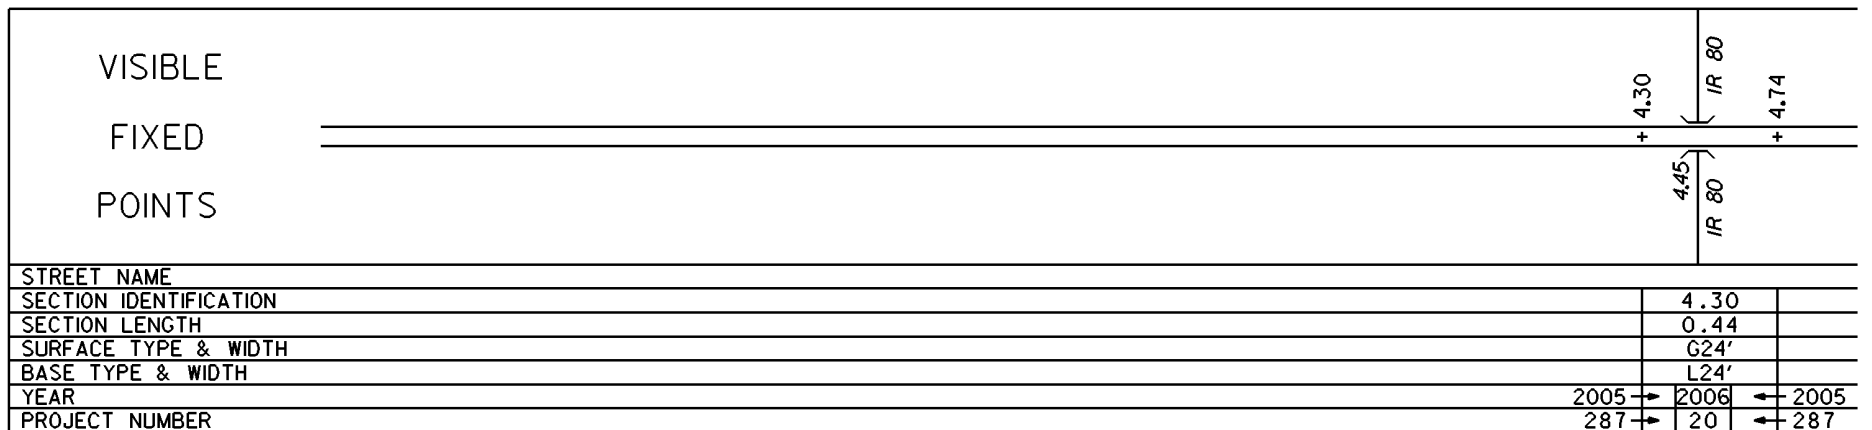 VISIBLE
FIXED
POINTS
4.30
IR 80
4.74
4.45
IR 80
STREET NAME
SECTION IDENTIFICATION 4.30
SECTION LENGTH 0.44
SURFACE TYPE & WIDTH G24'
BASE TYPE & WIDTH L24'
YEAR 2005 2006 2005
PROJECT NUMBER 287 20 287